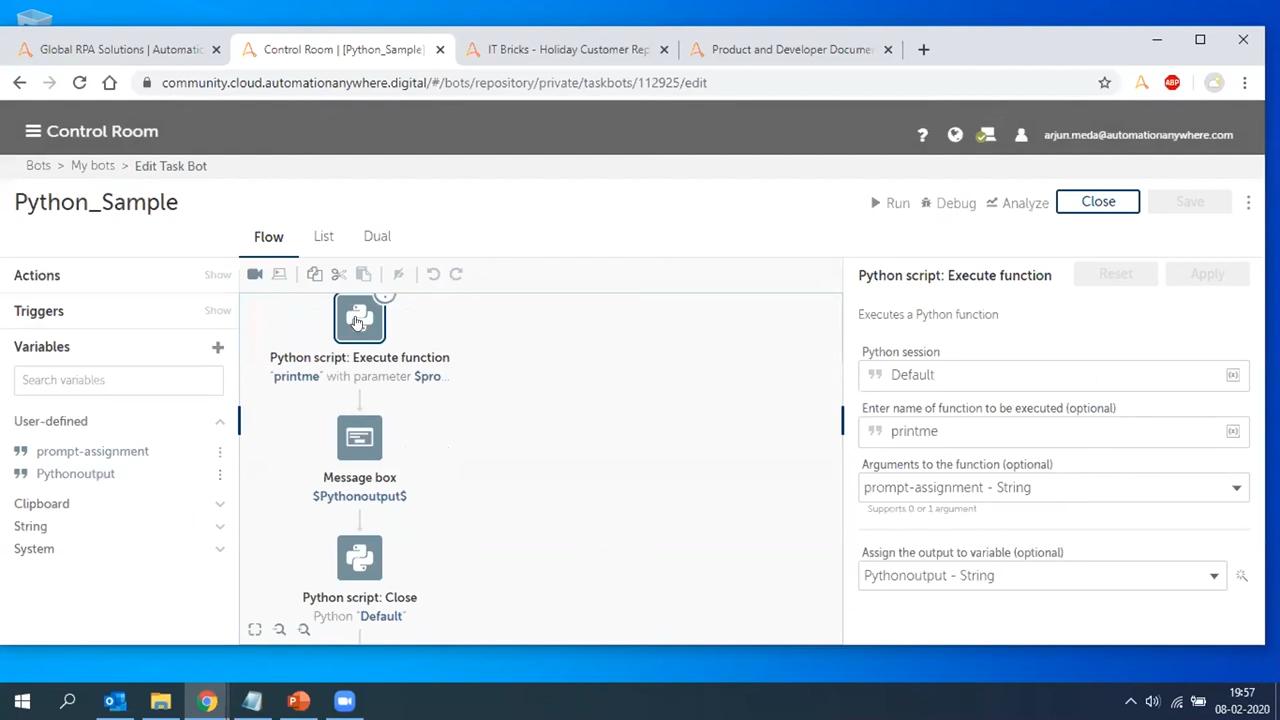 Global RPA Solutions | Automatic
Control Room | [Python_Sample]
IT Bricks - Holiday Customer Rep
Product and Developer Docume
community.cloud.automationanywhere.digital/#/bots/repository/private/taskbots/112925/edit
ABP
Control Room
? arjun.meda@automationanywhere.com
Bots > My bots > Edit Task Bot
Python_Sample
Run Debug Analyze Close Save
Flow List Dual
Actions Show
Triggers Show
Variables +
Search variables
User-defined
prompt-assignment
Pythonoutput
Clipboard
String
System
Python script: Execute function
"printme" with parameter $pro...
Message box
$Pythonoutput$
Python script: Close
Python "Default"
Python script: Execute function Reset Apply
Executes a Python function
Python session
Default (x)
Enter name of function to be executed (optional)
printme (x)
Arguments to the function (optional)
prompt-assignment - String
Supports 0 or 1 argument
Assign the output to variable (optional)
Pythonoutput - String
19:57
08-02-2020